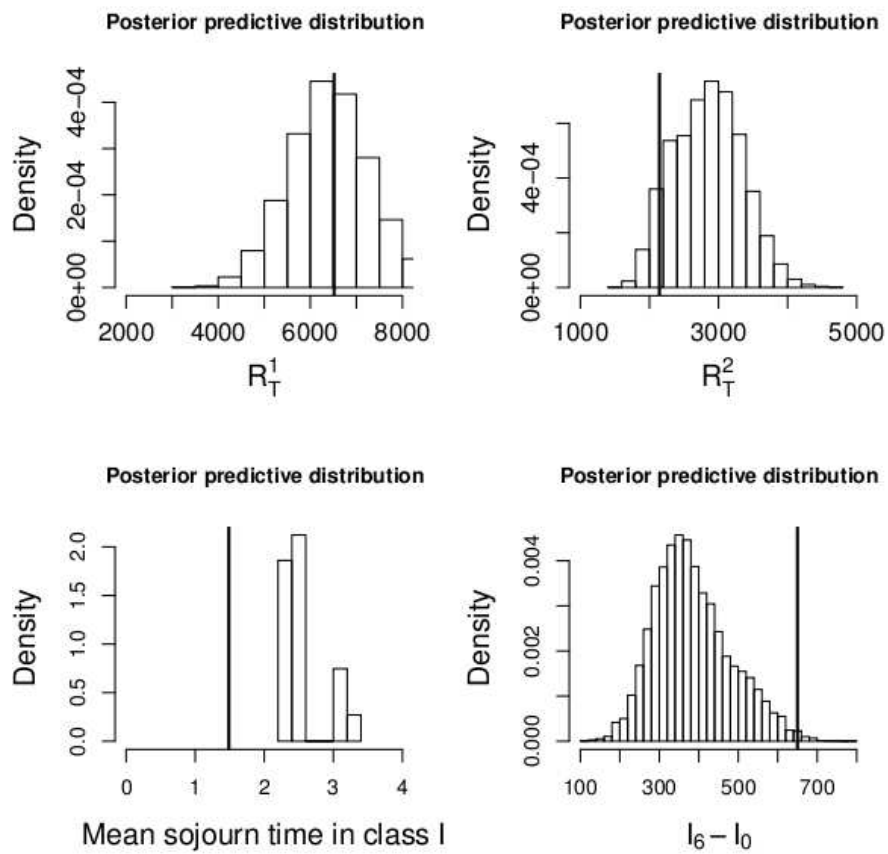 Posterior predictive distribution
Density
0e+00 2e-04 4e-04
2000 4000 6000 8000
R_T^1
Posterior predictive distribution
Density
0e+00 4e-04
1000 3000 5000
R_T^2
Posterior predictive distribution
Density
0.0 0.5 1.0 1.5 2.0
0 1 2 3 4
Mean sojourn time in class I
Posterior predictive distribution
Density
0.000 0.002 0.004
100 300 500 700
I_6 − I_0